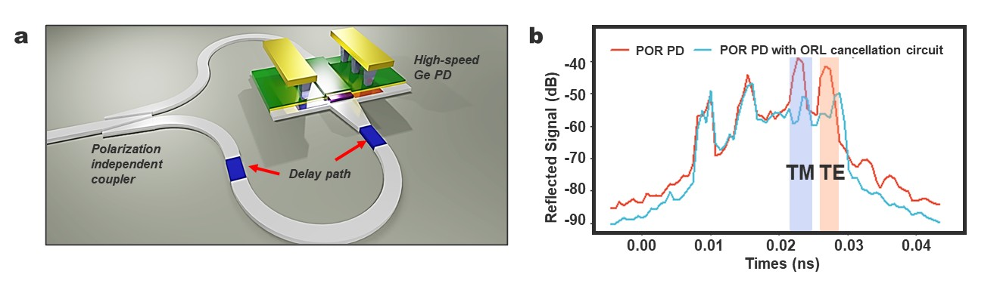 a
High-speed
Ge PD
Polarization
independent
coupler
Delay path
b
POR PD
POR PD with ORL cancellation circuit
Reflected Signal (dB)
-40
-50
-60
-70
-80
-90
TM TE
0.00 0.01 0.02 0.03 0.04
Times (ns)